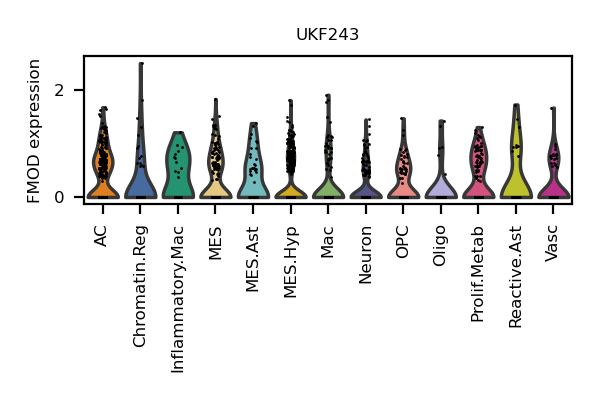 UKF243
FMOD expression
2
0
AC
Chromatin.Reg
Inflammatory.Mac
MES
MES.Ast
MES.Hyp
Mac
Neuron
OPC
Oligo
Prolif.Metab
Reactive.Ast
Vasc